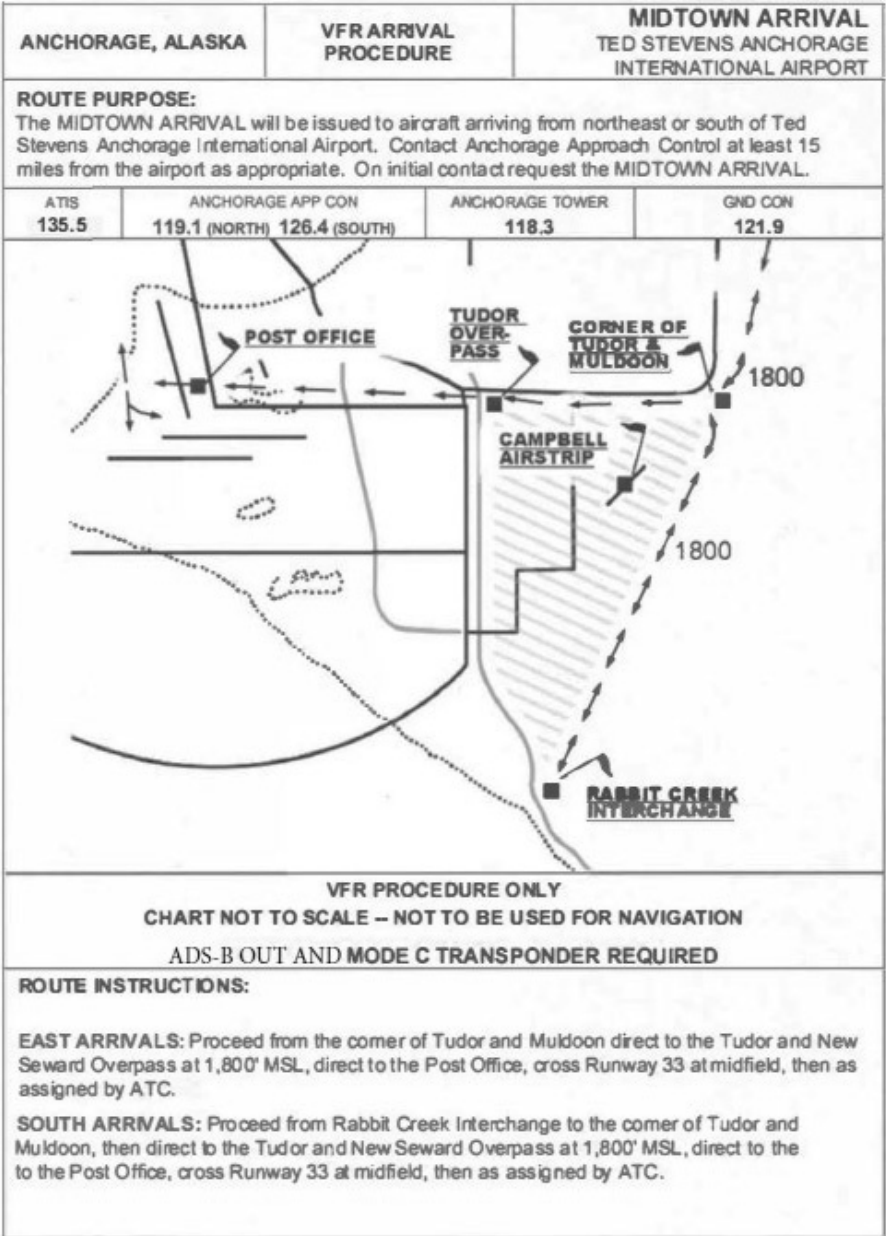 ANCHORAGE, ALASKA
VFR ARRIVAL
PROCEDURE
MIDTOWN ARRIVAL
TED STEVENS ANCHORAGE
INTERNATIONAL AIRPORT
ROUTE PURPOSE:
The MIDTOWN ARRIVAL will be issued to aircraft arriving from northeast or south of Ted
Stevens Anchorage International Airport. Contact Anchorage Approach Control at least 15
miles from the airport as appropriate. On initial contact request the MIDTOWN ARRIVAL.
ATIS
135.5
ANCHORAGE APP CON
119.1 (NORTH) 126.4 (SOUTH)
ANCHORAGE TOWER
118.3
GND CON
121.9
POST OFFICE
TUDOR
OVER-
PASS
CORNER OF
TUDOR &
MULDOON
1800
CAMPBELL
AIRSTRIP
1800
RABBIT CREEK
INTERCHANGE
VFR PROCEDURE ONLY
CHART NOT TO SCALE – NOT TO BE USED FOR NAVIGATION
ADS-B OUT AND MODE C TRANSPONDER REQUIRED
ROUTE INSTRUCTIONS:
EAST ARRIVALS: Proceed from the corner of Tudor and Muldoon direct to the Tudor and New
Seward Overpass at 1,800' MSL, direct to the Post Office, cross Runway 33 at midfield, then as
assigned by ATC.
SOUTH ARRIVALS: Proceed from Rabbit Creek Interchange to the corner of Tudor and
Muldoon, then direct to the Tudor and New Seward Overpass at 1,800' MSL, direct to the
to the Post Office, cross Runway 33 at midfield, then as assigned by ATC.